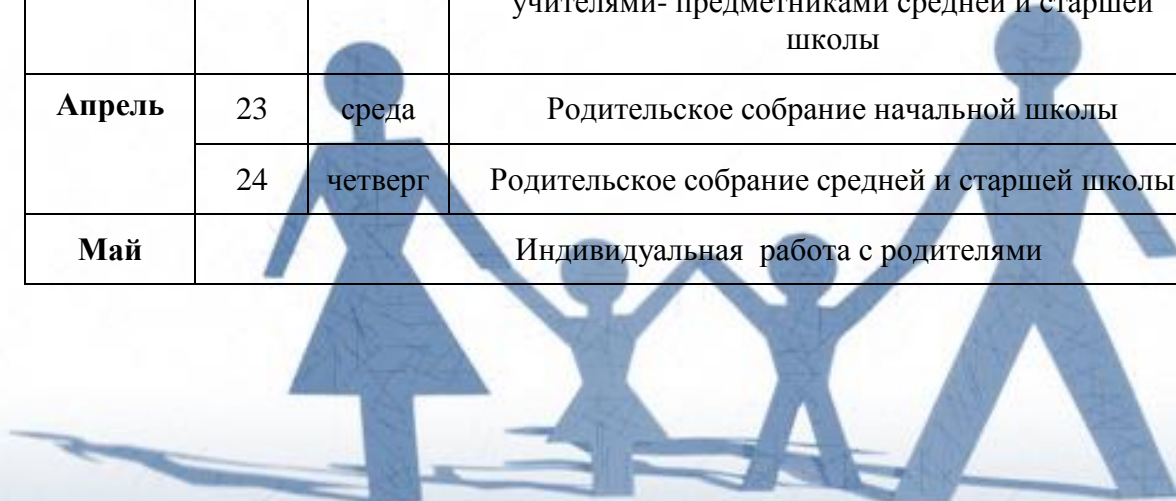 учителями- предметниками средней и старшей
школы
Апрель 23 среда Родительское собрание начальной школы
24 четверг Родительское собрание средней и старшей школы
Май Индивидуальная работа с родителями